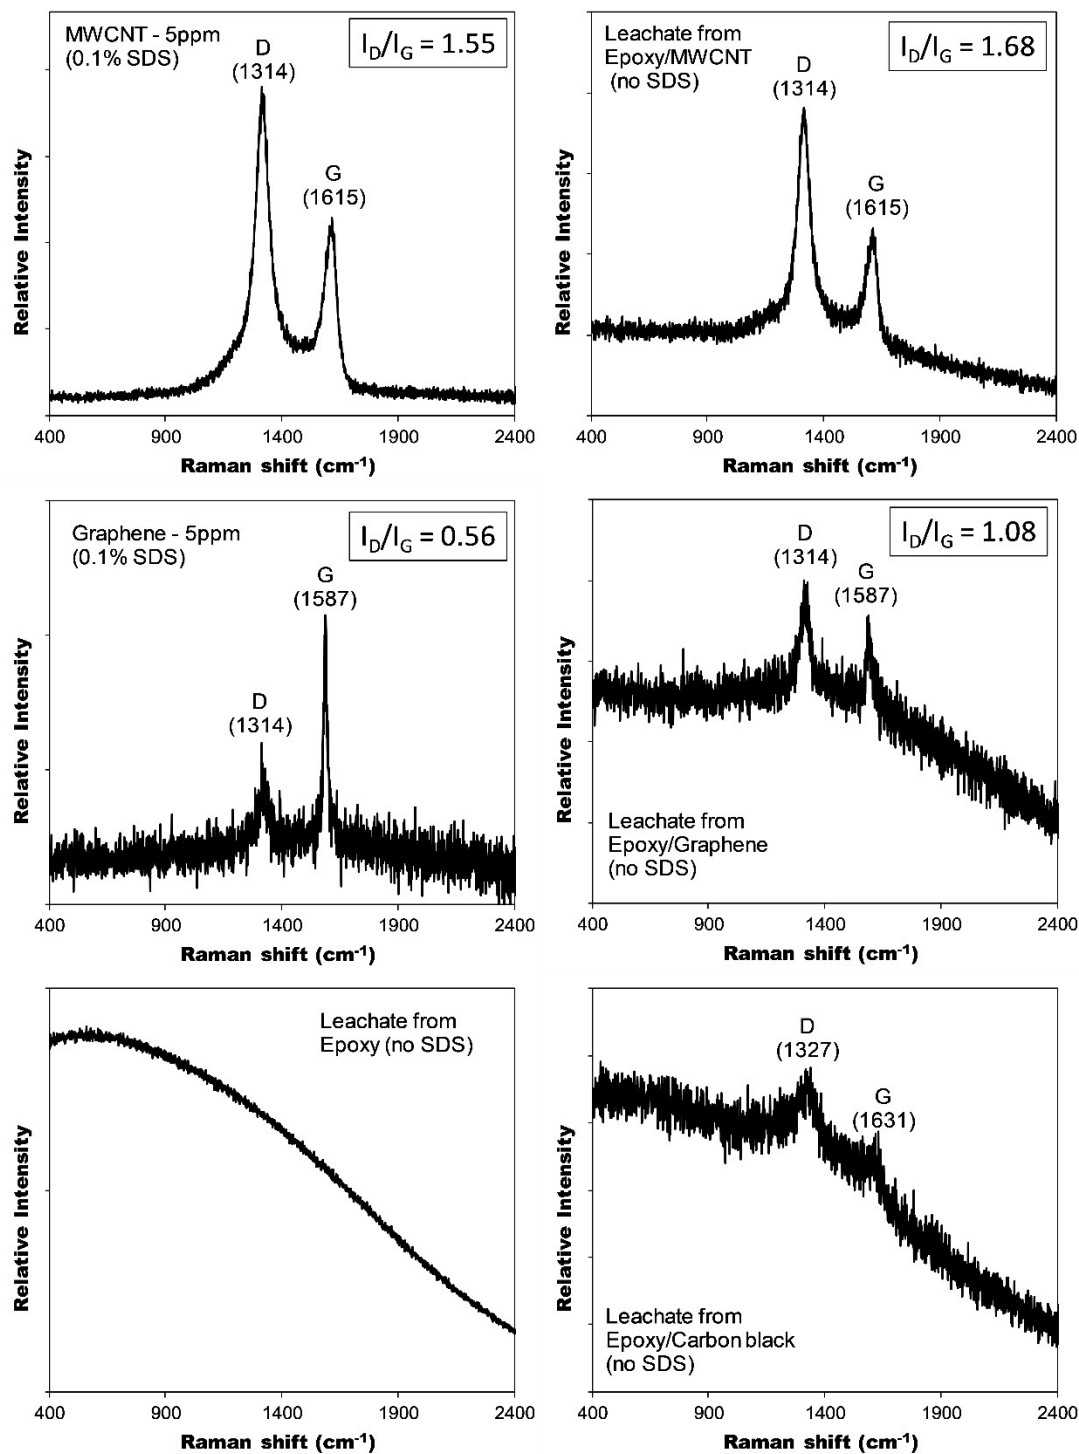 MWCNT - 5ppm
(0.1% SDS)
I_D/I_G = 1.55
D
(1314)
G
(1615)
Relative Intensity
400 900 1400 1900 2400
Raman shift (cm⁻¹)
Leachate from
Epoxy/MWCNT
(no SDS)
I_D/I_G = 1.68
D
(1314)
G
(1615)
Relative Intensity
400 900 1400 1900 2400
Raman shift (cm⁻¹)
Graphene - 5ppm
(0.1% SDS)
I_D/I_G = 0.56
G
(1587)
D
(1314)
Relative Intensity
400 900 1400 1900 2400
Raman shift (cm⁻¹)
I_D/I_G = 1.08
D
(1314)
G
(1587)
Leachate from
Epoxy/Graphene
(no SDS)
Relative Intensity
400 900 1400 1900 2400
Raman shift (cm⁻¹)
Leachate from
Epoxy (no SDS)
Relative Intensity
400 900 1400 1900 2400
Raman shift (cm⁻¹)
D
(1327)
G
(1631)
Leachate from
Epoxy/Carbon black
(no SDS)
Relative Intensity
400 900 1400 1900 2400
Raman shift (cm⁻¹)